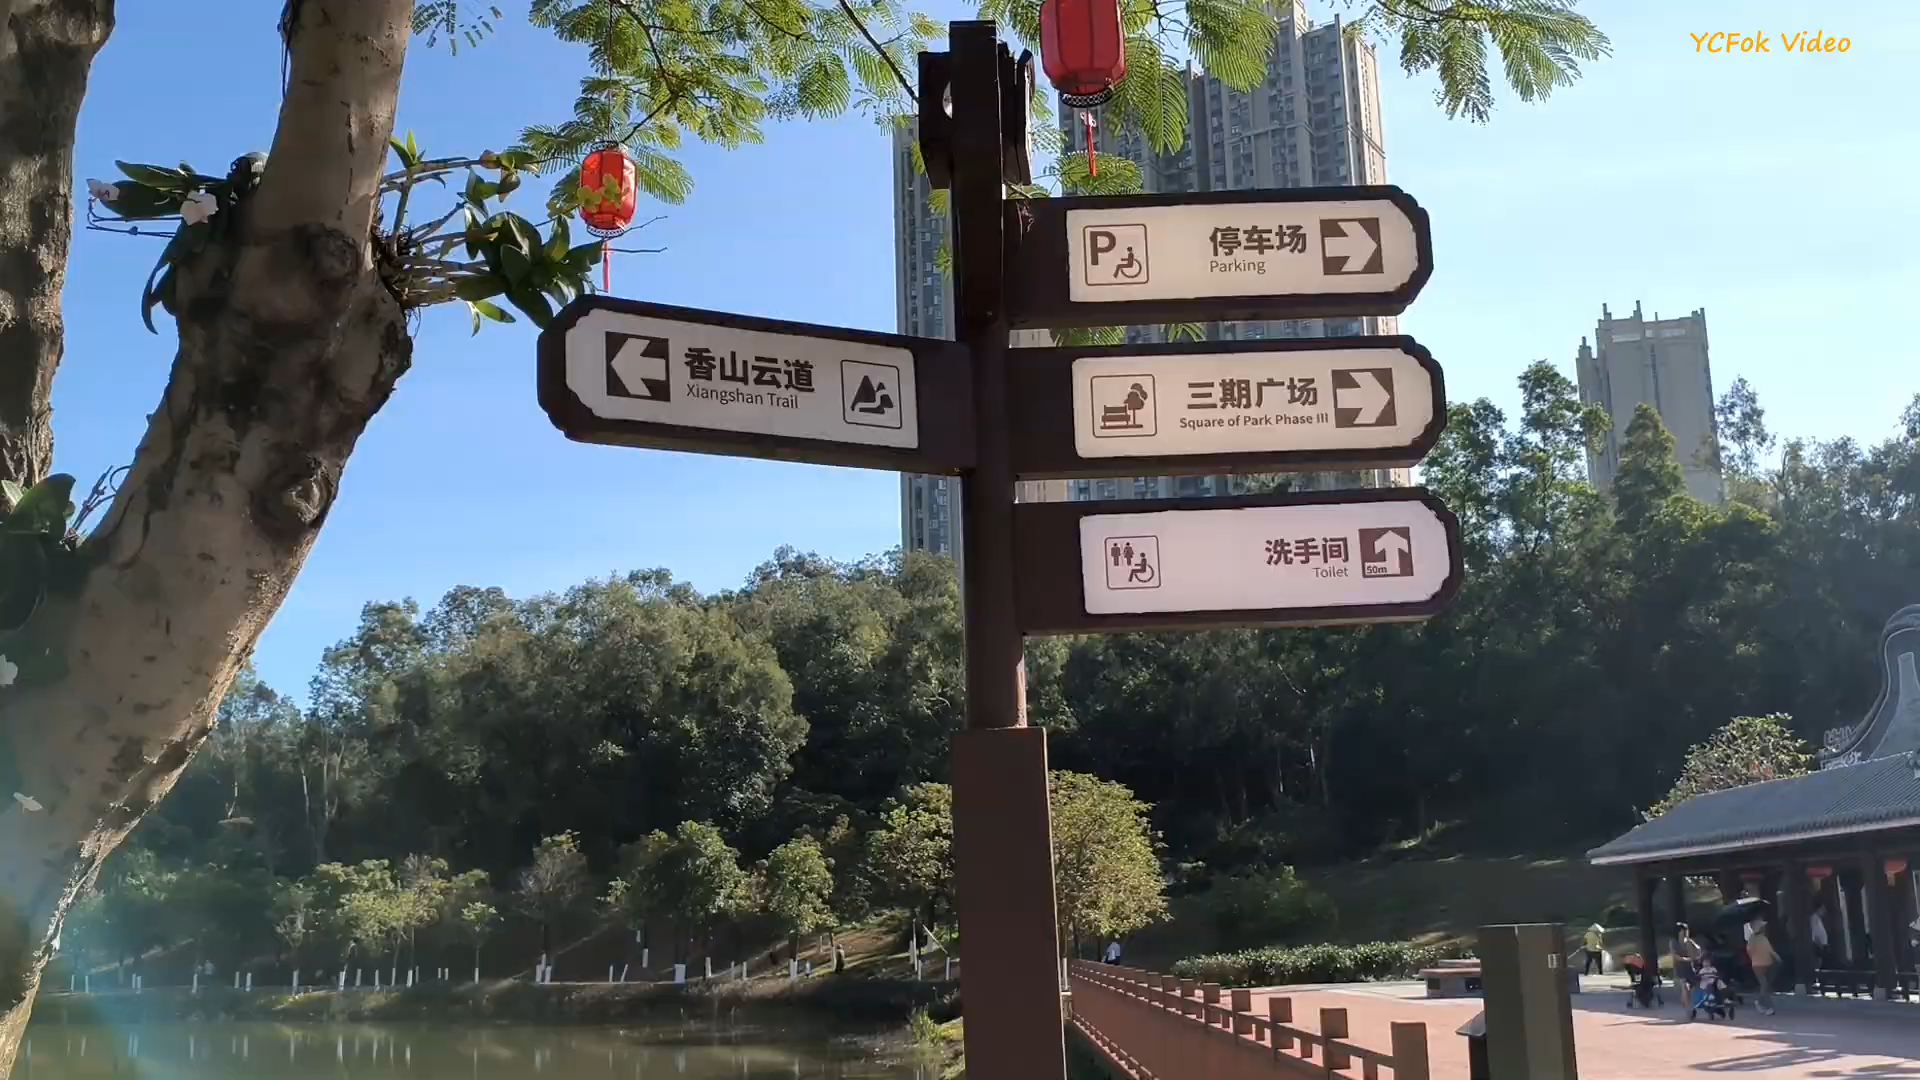 YCFok Video
P
停车场
Parking
香山云道
Xiangshan Trail
三期广场
Square of Park Phase III
洗手间
Toilet
50m